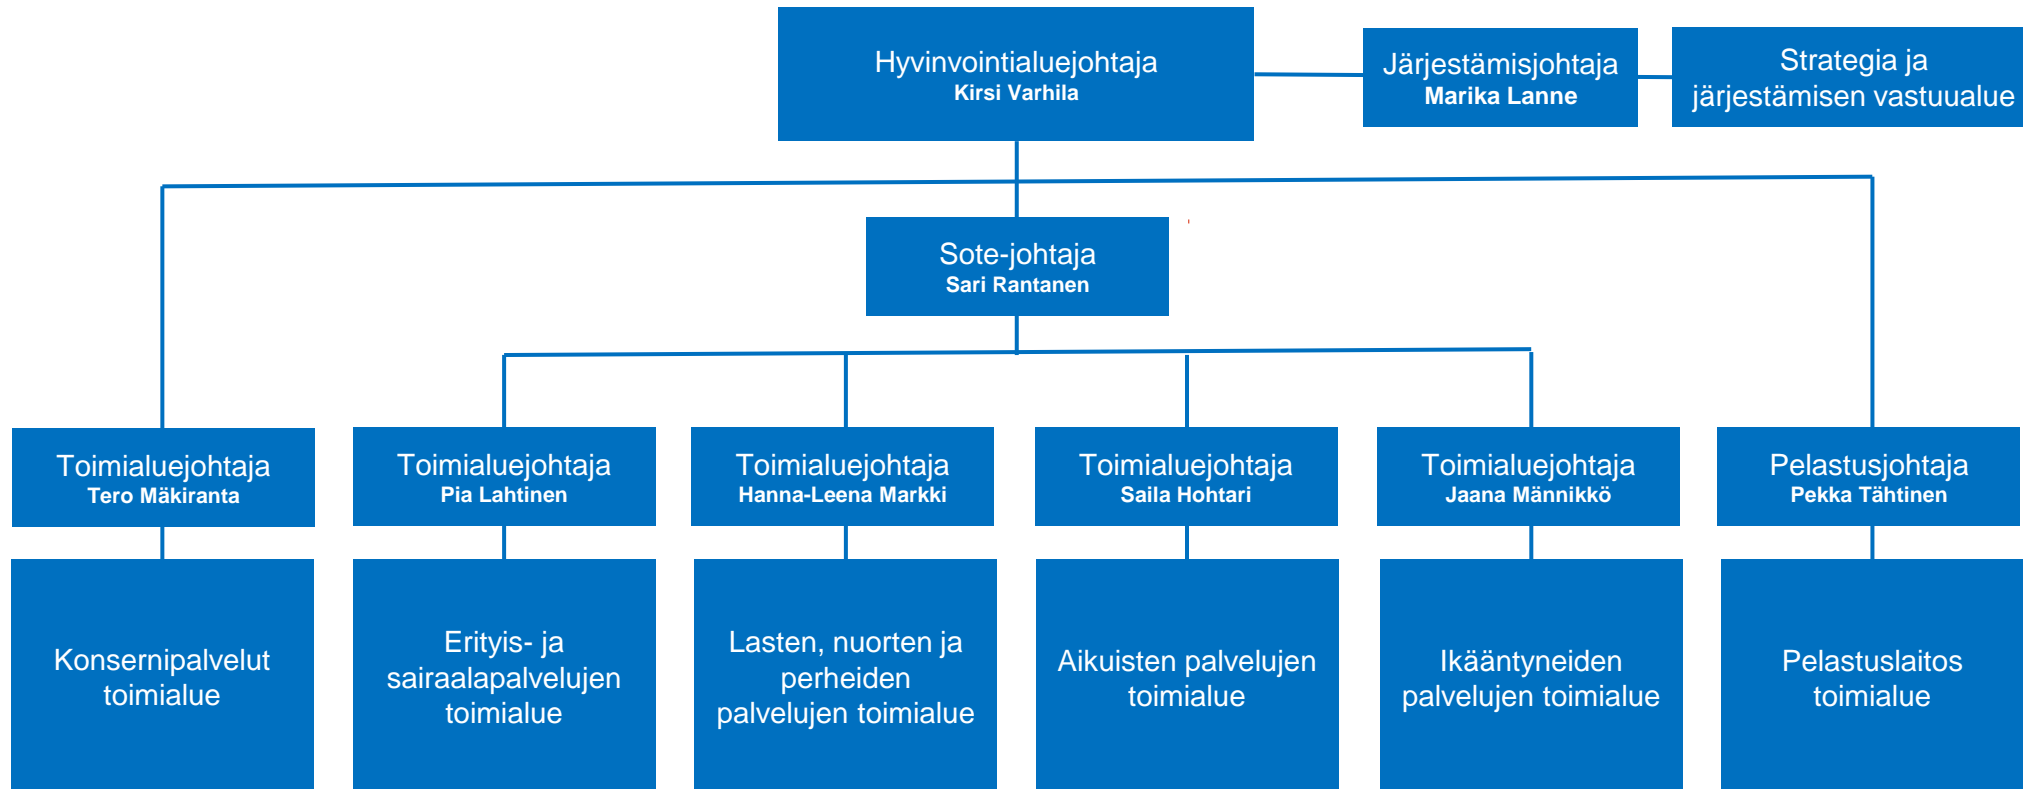 Hyvinvointialuejohtaja
Kirsi Varhila
Järjestämisjohtaja
Marika Lanne
Strategia ja
järjestämisen vastuualue
Sote-johtaja
Sari Rantanen
Toimialuejohtaja
Tero Mäkiranta
Toimialuejohtaja
Pia Lahtinen
Toimialuejohtaja
Hanna-Leena Markki
Toimialuejohtaja
Saila Hohtari
Toimialuejohtaja
Jaana Männikkö
Pelastusjohtaja
Pekka Tähtinen
Konsernipalvelut
toimialue
Erityis- ja
sairaalapalvelujen
toimialue
Lasten, nuorten ja
perheiden
palvelujen toimialue
Aikuisten palvelujen
toimialue
Ikääntyneiden
palvelujen toimialue
Pelastuslaitos
toimialue